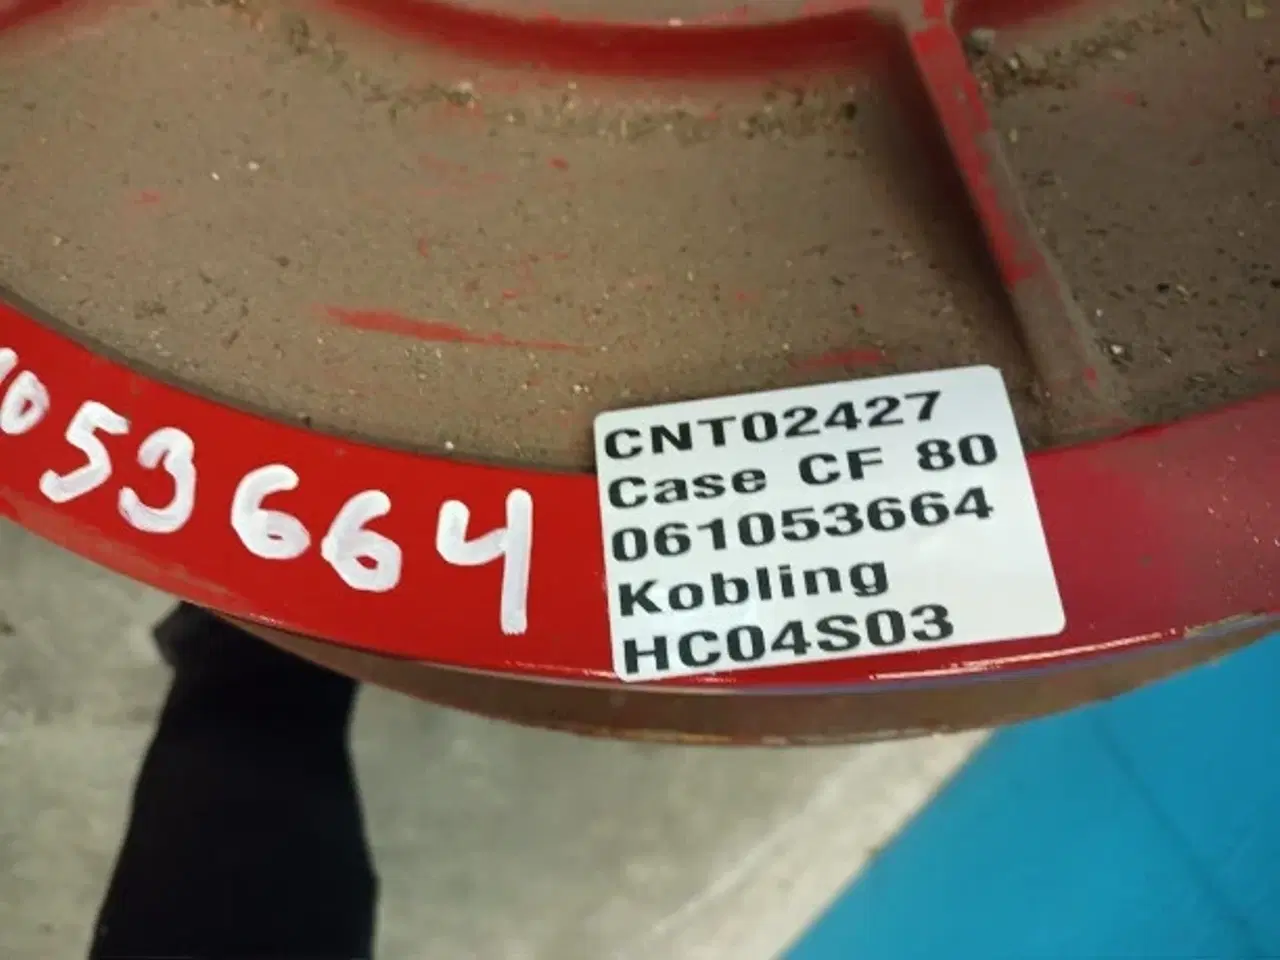 1053664
CNT02427
Case CF 80
061053664
Kobling
HC04S03